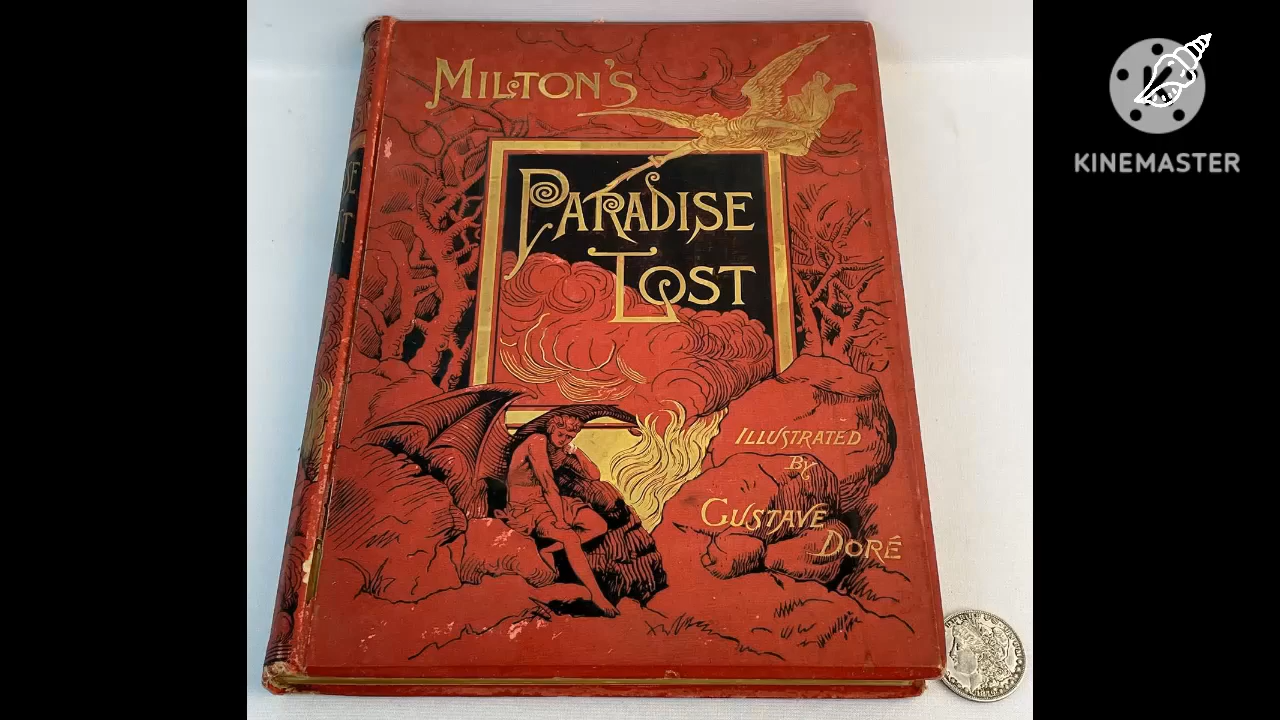 MILTON'S
PARADISE
LOST
ILLUSTRATED
BY
GUSTAVE
DORÉ
KINEMASTER